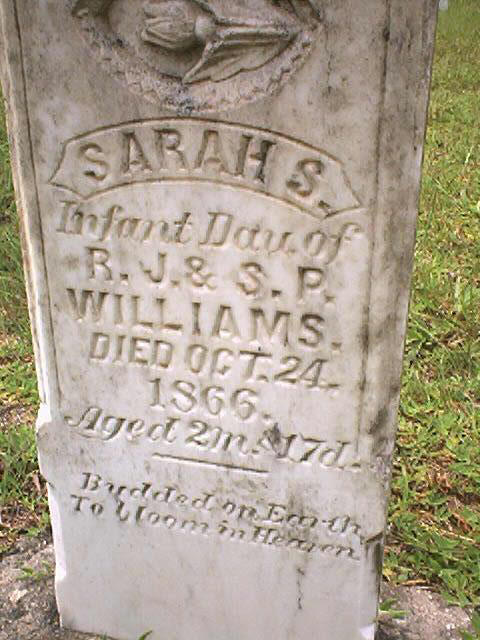 SARAH S.
Infant Dau. of
R. J. & S. P.
WILLIAMS.
DIED OCT. 24.
1866.
Aged 2m. & 17d.
Budded on Earth
To bloom in Heaven